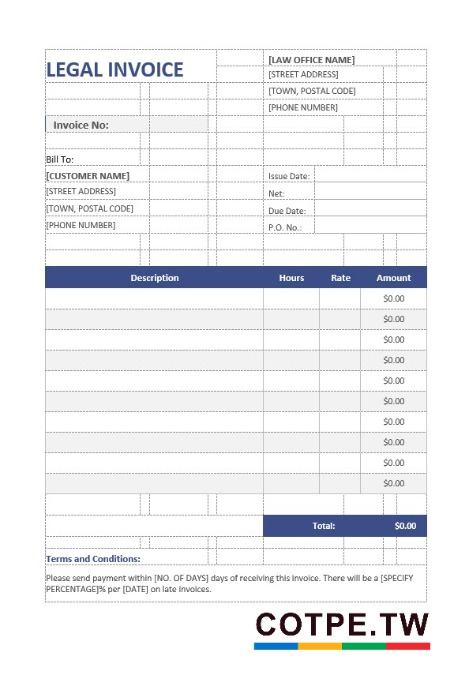 LEGAL INVOICE
[LAW OFFICE NAME]
[STREET ADDRESS]
[TOWN, POSTAL CODE]
[PHONE NUMBER]
Invoice No:
Bill To:
[CUSTOMER NAME]
[STREET ADDRESS]
[TOWN, POSTAL CODE]
[PHONE NUMBER]
Issue Date:
Net:
Due Date:
P.O. No.:
Description Hours Rate Amount
$0.00
$0.00
$0.00
$0.00
$0.00
$0.00
$0.00
$0.00
$0.00
$0.00
Total: $0.00
Terms and Conditions:
Please send payment within [NO. OF DAYS] days of receiving this invoice. There will be a [SPECIFY
PERCENTAGE]% per [DATE] on late invoices.
COTPE.TW